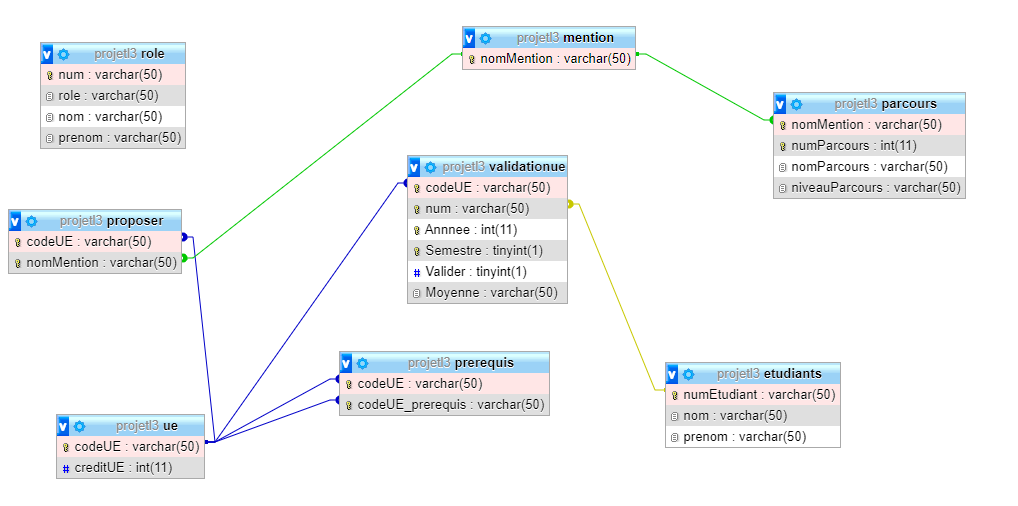 projetl3 role
num : varchar(50)
role : varchar(50)
nom : varchar(50)
prenom : varchar(50)
projetl3 mention
nomMention : varchar(50)
projetl3 parcours
nomMention : varchar(50)
numParcours : int(11)
nomParcours : varchar(50)
niveauParcours : varchar(50)
projetl3 validationue
codeUE : varchar(50)
num : varchar(50)
Annnee : int(11)
Semestre : tinyint(1)
Valider : tinyint(1)
Moyenne : varchar(50)
projetl3 proposer
codeUE : varchar(50)
nomMention : varchar(50)
projetl3 prerequis
codeUE : varchar(50)
codeUE_prerequis : varchar(50)
projetl3 etudiants
numEtudiant : varchar(50)
nom : varchar(50)
prenom : varchar(50)
projetl3 ue
codeUE : varchar(50)
creditUE : int(11)